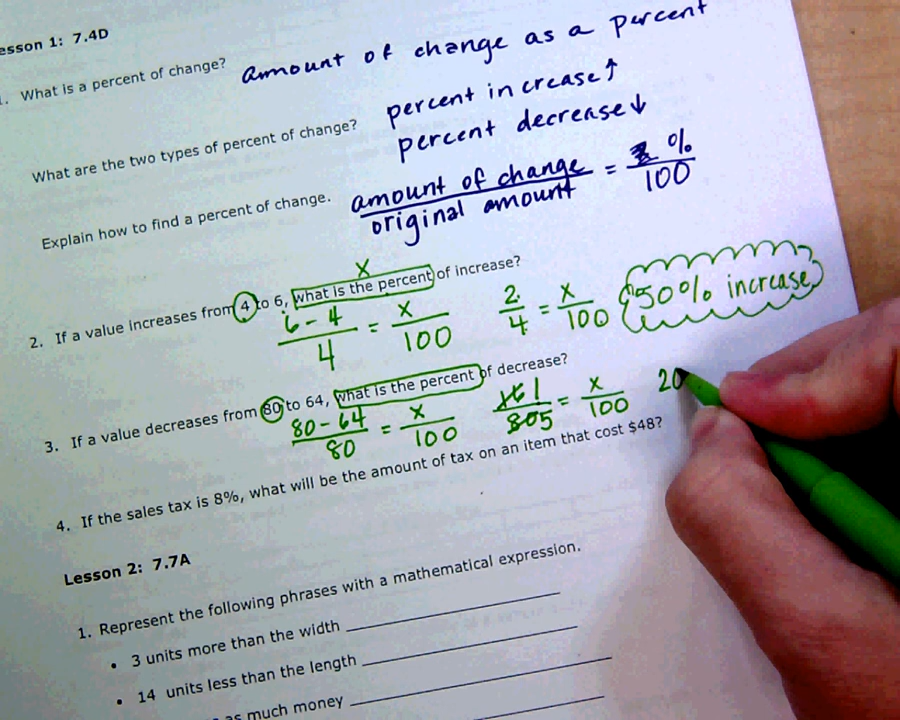 esson 1: 7.4D
1. What is a percent of change? amount of change as a percent
What are the two types of percent of change? percent increase↑
percent decrease↓
Explain how to find a percent of change. amount of change / original amount = % / 100
x
2. If a value increases from 4 to 6, what is the percent of increase?
6 - 4 / 4 = x / 100 2 / 4 = x / 100 50% increase
3. If a value decreases from 80 to 64, what is the percent of decrease?
80 - 64 / 80 = x / 100 16 1 / 80 5 = x / 100 20
4. If the sales tax is 8%, what will be the amount of tax on an item that cost $48?
Lesson 2: 7.7A
1. Represent the following phrases with a mathematical expression.
• 3 units more than the width
• 14 units less than the length
as much money